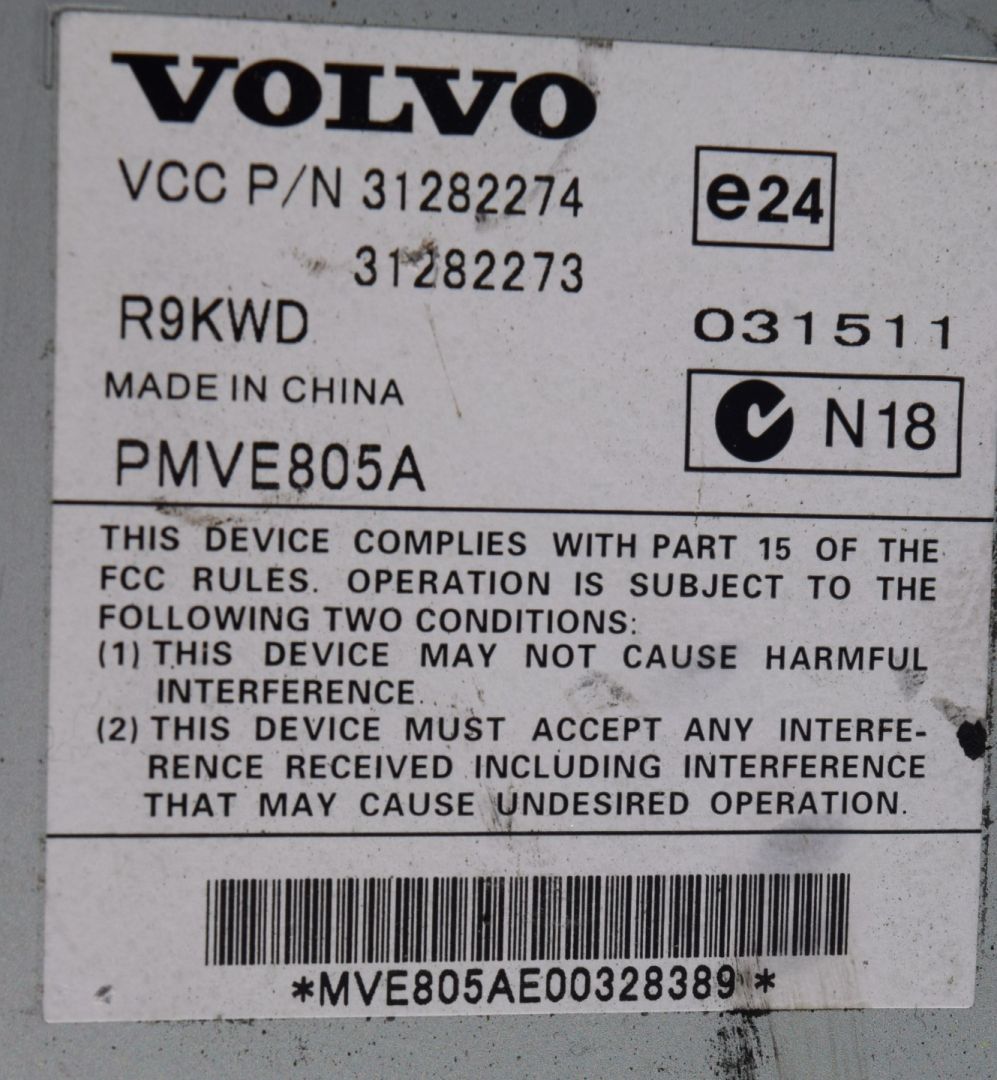 VOLVO
VCC P/N 31282274
e24
31282273
R9KWD
031511
MADE IN CHINA
N18
PMVE805A
THIS DEVICE COMPLIES WITH PART 15 OF THE
FCC RULES. OPERATION IS SUBJECT TO THE
FOLLOWING TWO CONDITIONS:
(1) THIS DEVICE MAY NOT CAUSE HARMFUL
INTERFERENCE.
(2) THIS DEVICE MUST ACCEPT ANY INTERFE-
RENCE RECEIVED INCLUDING INTERFERENCE
THAT MAY CAUSE UNDESIRED OPERATION.
*MVE805AE00328389*